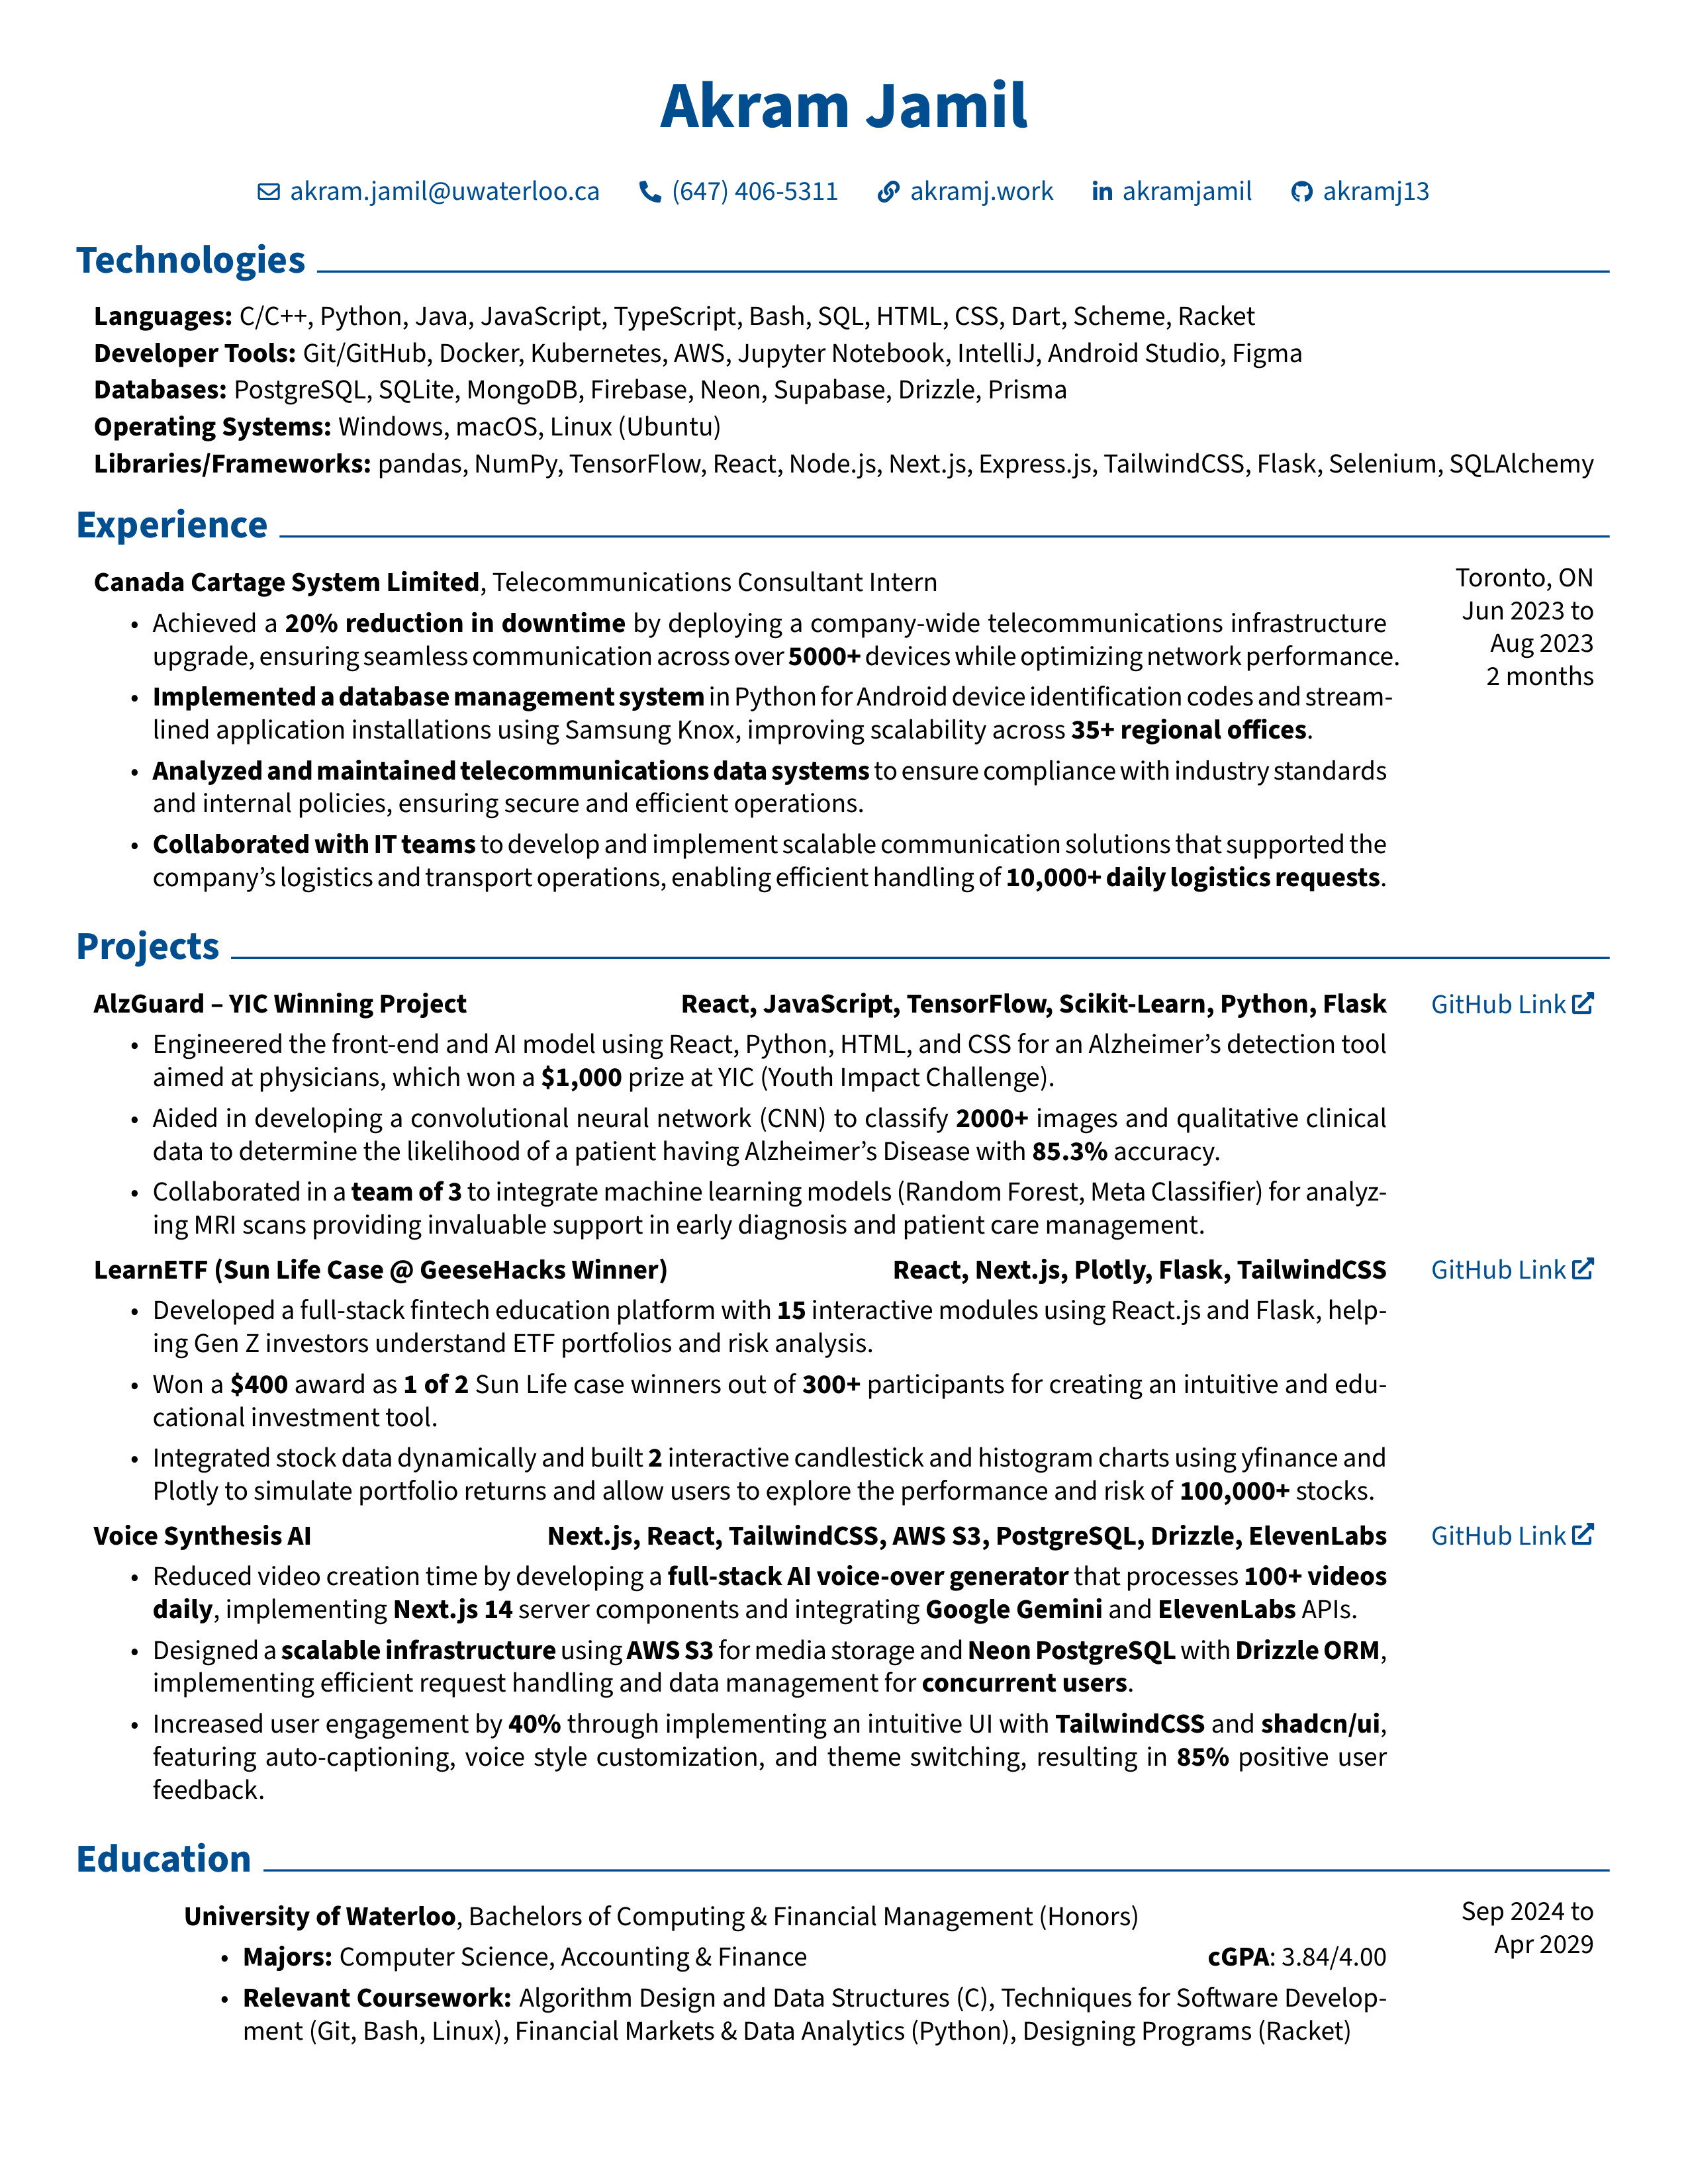 Akram Jamil
akram.jamil@uwaterloo.ca (647) 406-5311 akramj.work akramjamil akramj13
Technologies
Languages: C/C++, Python, Java, JavaScript, TypeScript, Bash, SQL, HTML, CSS, Dart, Scheme, Racket
Developer Tools: Git/GitHub, Docker, Kubernetes, AWS, Jupyter Notebook, IntelliJ, Android Studio, Figma
Databases: PostgreSQL, SQLite, MongoDB, Firebase, Neon, Supabase, Drizzle, Prisma
Operating Systems: Windows, macOS, Linux (Ubuntu)
Libraries/Frameworks: pandas, NumPy, TensorFlow, React, Node.js, Next.js, Express.js, TailwindCSS, Flask, Selenium, SQLAlchemy
Experience
Canada Cartage System Limited, Telecommunications Consultant Intern
Toronto, ON
Jun 2023 to
Aug 2023
2 months
• Achieved a 20% reduction in downtime by deploying a company-wide telecommunications infrastructure
upgrade, ensuring seamless communication across over 5000+ devices while optimizing network performance.
• Implemented a database management system in Python for Android device identification codes and stream-
lined application installations using Samsung Knox, improving scalability across 35+ regional offices.
• Analyzed and maintained telecommunications data systems to ensure compliance with industry standards
and internal policies, ensuring secure and efficient operations.
• Collaborated with IT teams to develop and implement scalable communication solutions that supported the
company's logistics and transport operations, enabling efficient handling of 10,000+ daily logistics requests.
Projects
AlzGuard – YIC Winning Project React, JavaScript, TensorFlow, Scikit-Learn, Python, Flask GitHub Link
• Engineered the front-end and AI model using React, Python, HTML, and CSS for an Alzheimer's detection tool
aimed at physicians, which won a $1,000 prize at YIC (Youth Impact Challenge).
• Aided in developing a convolutional neural network (CNN) to classify 2000+ images and qualitative clinical
data to determine the likelihood of a patient having Alzheimer's Disease with 85.3% accuracy.
• Collaborated in a team of 3 to integrate machine learning models (Random Forest, Meta Classifier) for analyz-
ing MRI scans providing invaluable support in early diagnosis and patient care management.
LearnETF (Sun Life Case @ GeeseHacks Winner) React, Next.js, Plotly, Flask, TailwindCSS GitHub Link
• Developed a full-stack fintech education platform with 15 interactive modules using React.js and Flask, help-
ing Gen Z investors understand ETF portfolios and risk analysis.
• Won a $400 award as 1 of 2 Sun Life case winners out of 300+ participants for creating an intuitive and edu-
cational investment tool.
• Integrated stock data dynamically and built 2 interactive candlestick and histogram charts using yfinance and
Plotly to simulate portfolio returns and allow users to explore the performance and risk of 100,000+ stocks.
Voice Synthesis AI Next.js, React, TailwindCSS, AWS S3, PostgreSQL, Drizzle, ElevenLabs GitHub Link
• Reduced video creation time by developing a full-stack AI voice-over generator that processes 100+ videos
daily, implementing Next.js 14 server components and integrating Google Gemini and ElevenLabs APIs.
• Designed a scalable infrastructure using AWS S3 for media storage and Neon PostgreSQL with Drizzle ORM,
implementing efficient request handling and data management for concurrent users.
• Increased user engagement by 40% through implementing an intuitive UI with TailwindCSS and shadcn/ui,
featuring auto-captioning, voice style customization, and theme switching, resulting in 85% positive user
feedback.
Education
University of Waterloo, Bachelors of Computing & Financial Management (Honors)
Sep 2024 to
Apr 2029
• Majors: Computer Science, Accounting & Finance cGPA: 3.84/4.00
• Relevant Coursework: Algorithm Design and Data Structures (C), Techniques for Software Develop-
ment (Git, Bash, Linux), Financial Markets & Data Analytics (Python), Designing Programs (Racket)